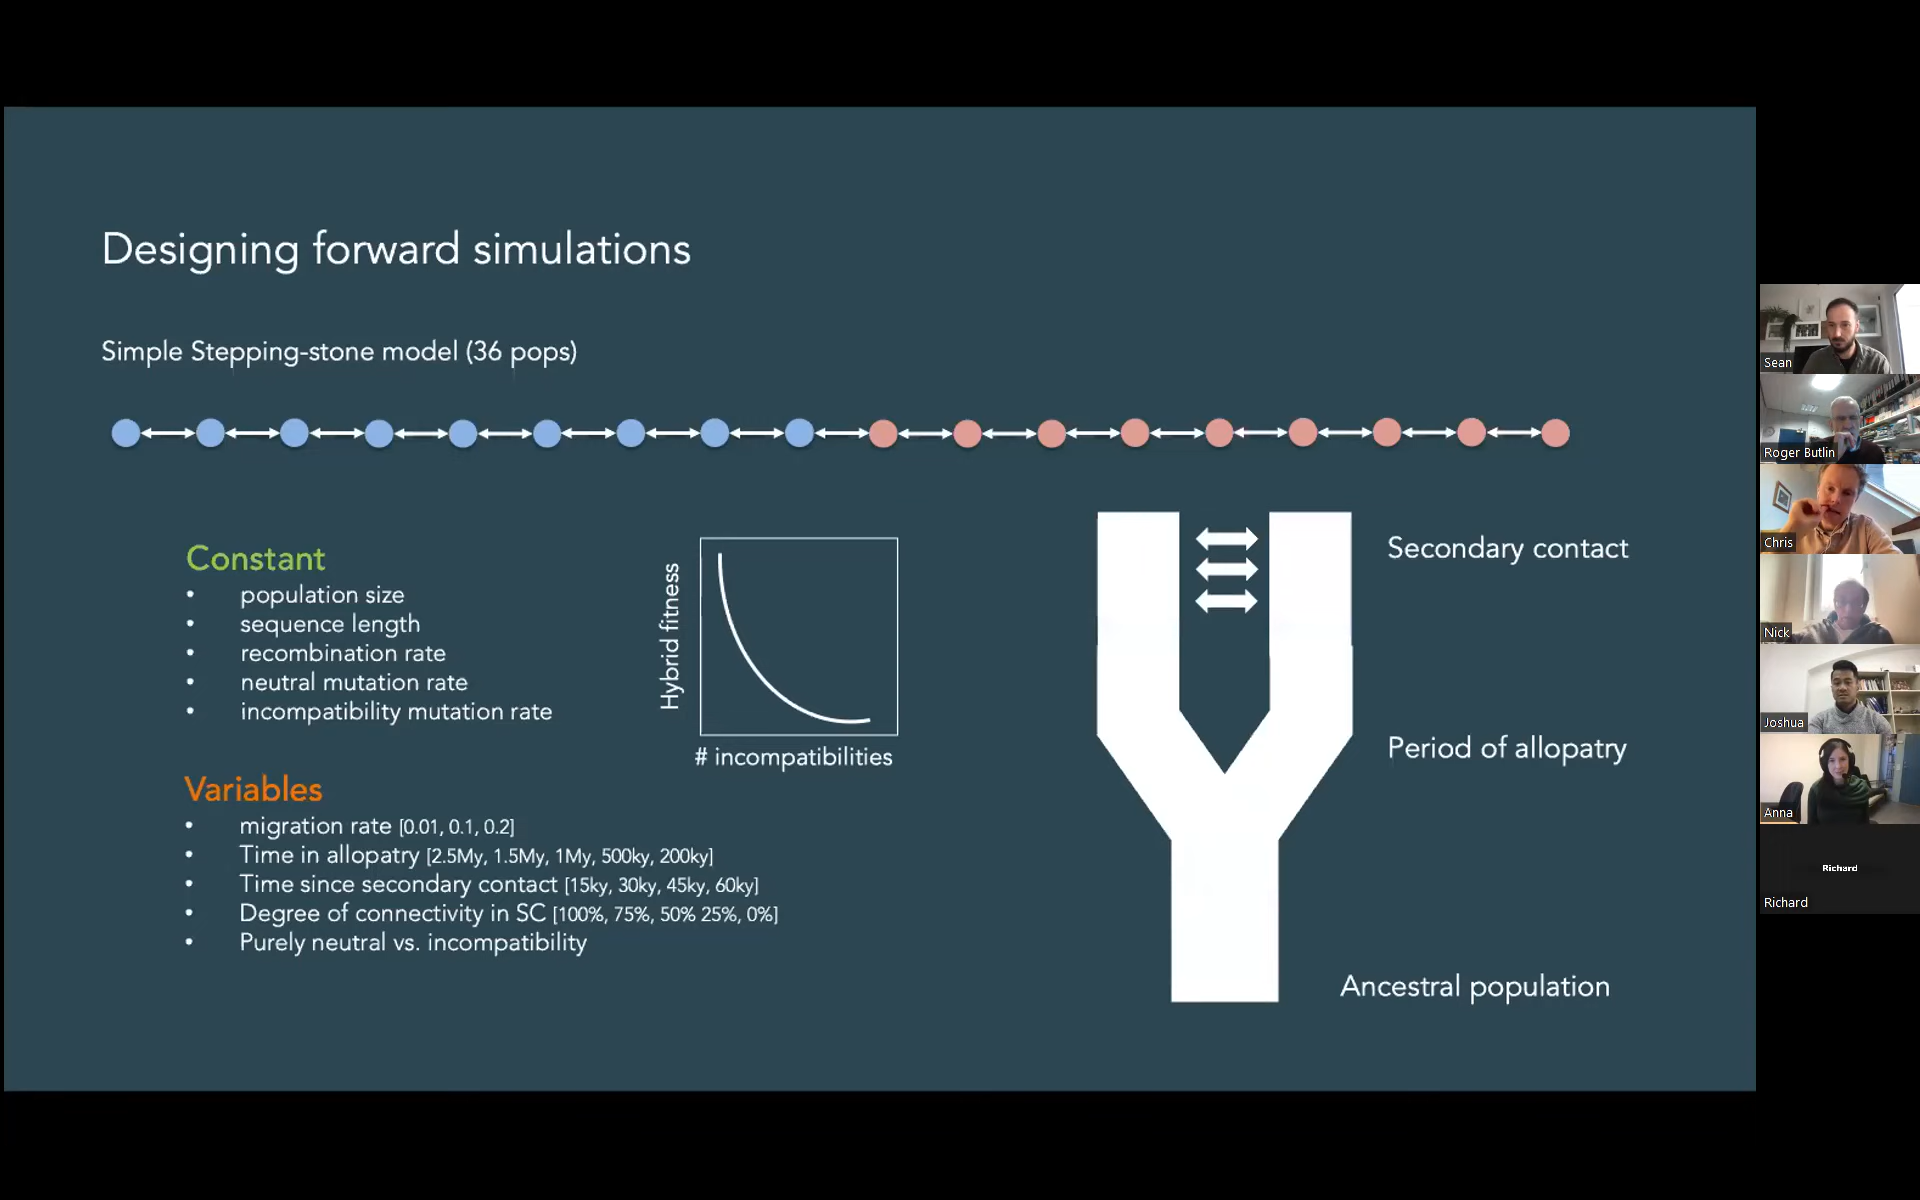 Designing forward simulations
Simple Stepping-stone model (36 pops)
Constant
• population size
• sequence length
• recombination rate
• neutral mutation rate
• incompatibility mutation rate
Hybrid fitness
# incompatibilities
Variables
• migration rate [0.01, 0.1, 0.2]
• Time in allopatry [2.5My, 1.5My, 1My, 500ky, 200ky]
• Time since secondary contact [15ky, 30ky, 45ky, 60ky]
• Degree of connectivity in SC [100%, 75%, 50% 25%, 0%]
• Purely neutral vs. incompatibility
Secondary contact
Period of allopatry
Ancestral population
Sean
Roger Butlin
Chris
Nick
Joshua
Anna
Richard
Richard